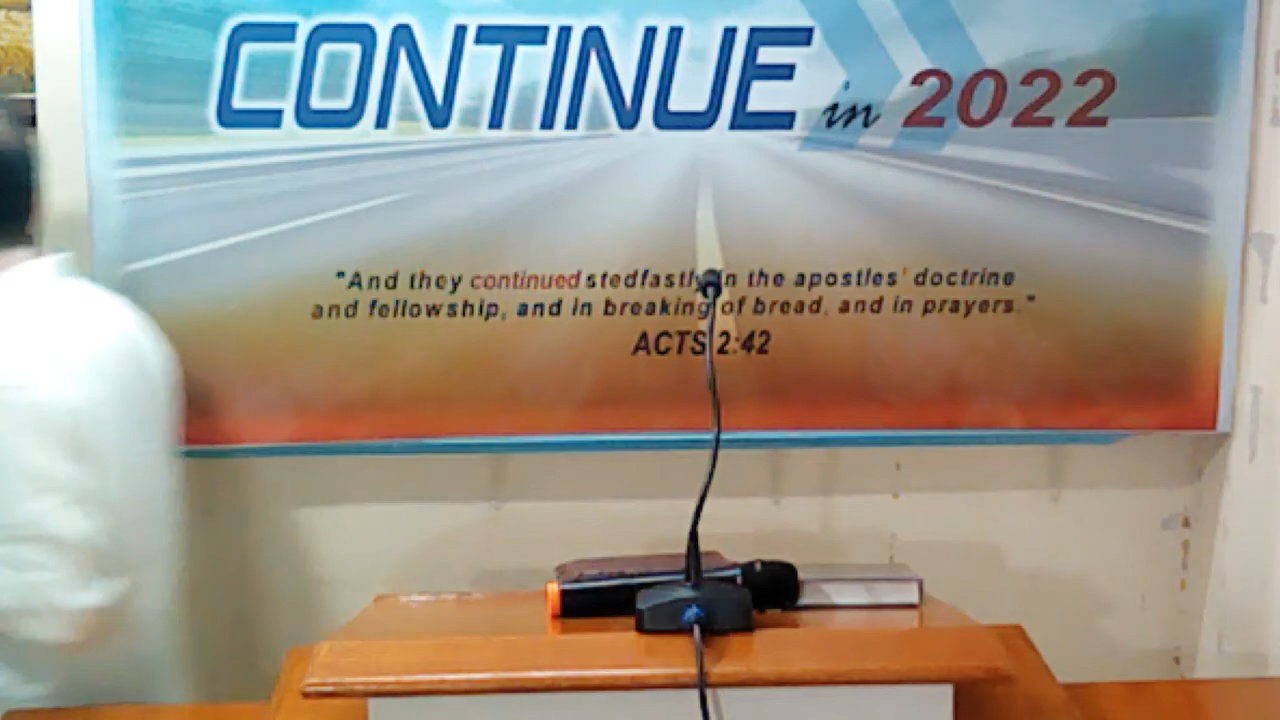 CONTINUE in 2022
"And they continued stedfastly in the apostles' doctrine
and fellowship, and in breaking of bread, and in prayers."
ACTS 2:42